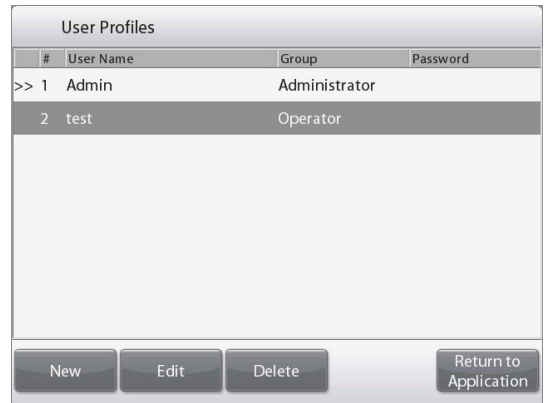 User Profiles
# User Name Group Password
>> 1 Admin Administrator
2 test Operator
New Edit Delete Return to
Application